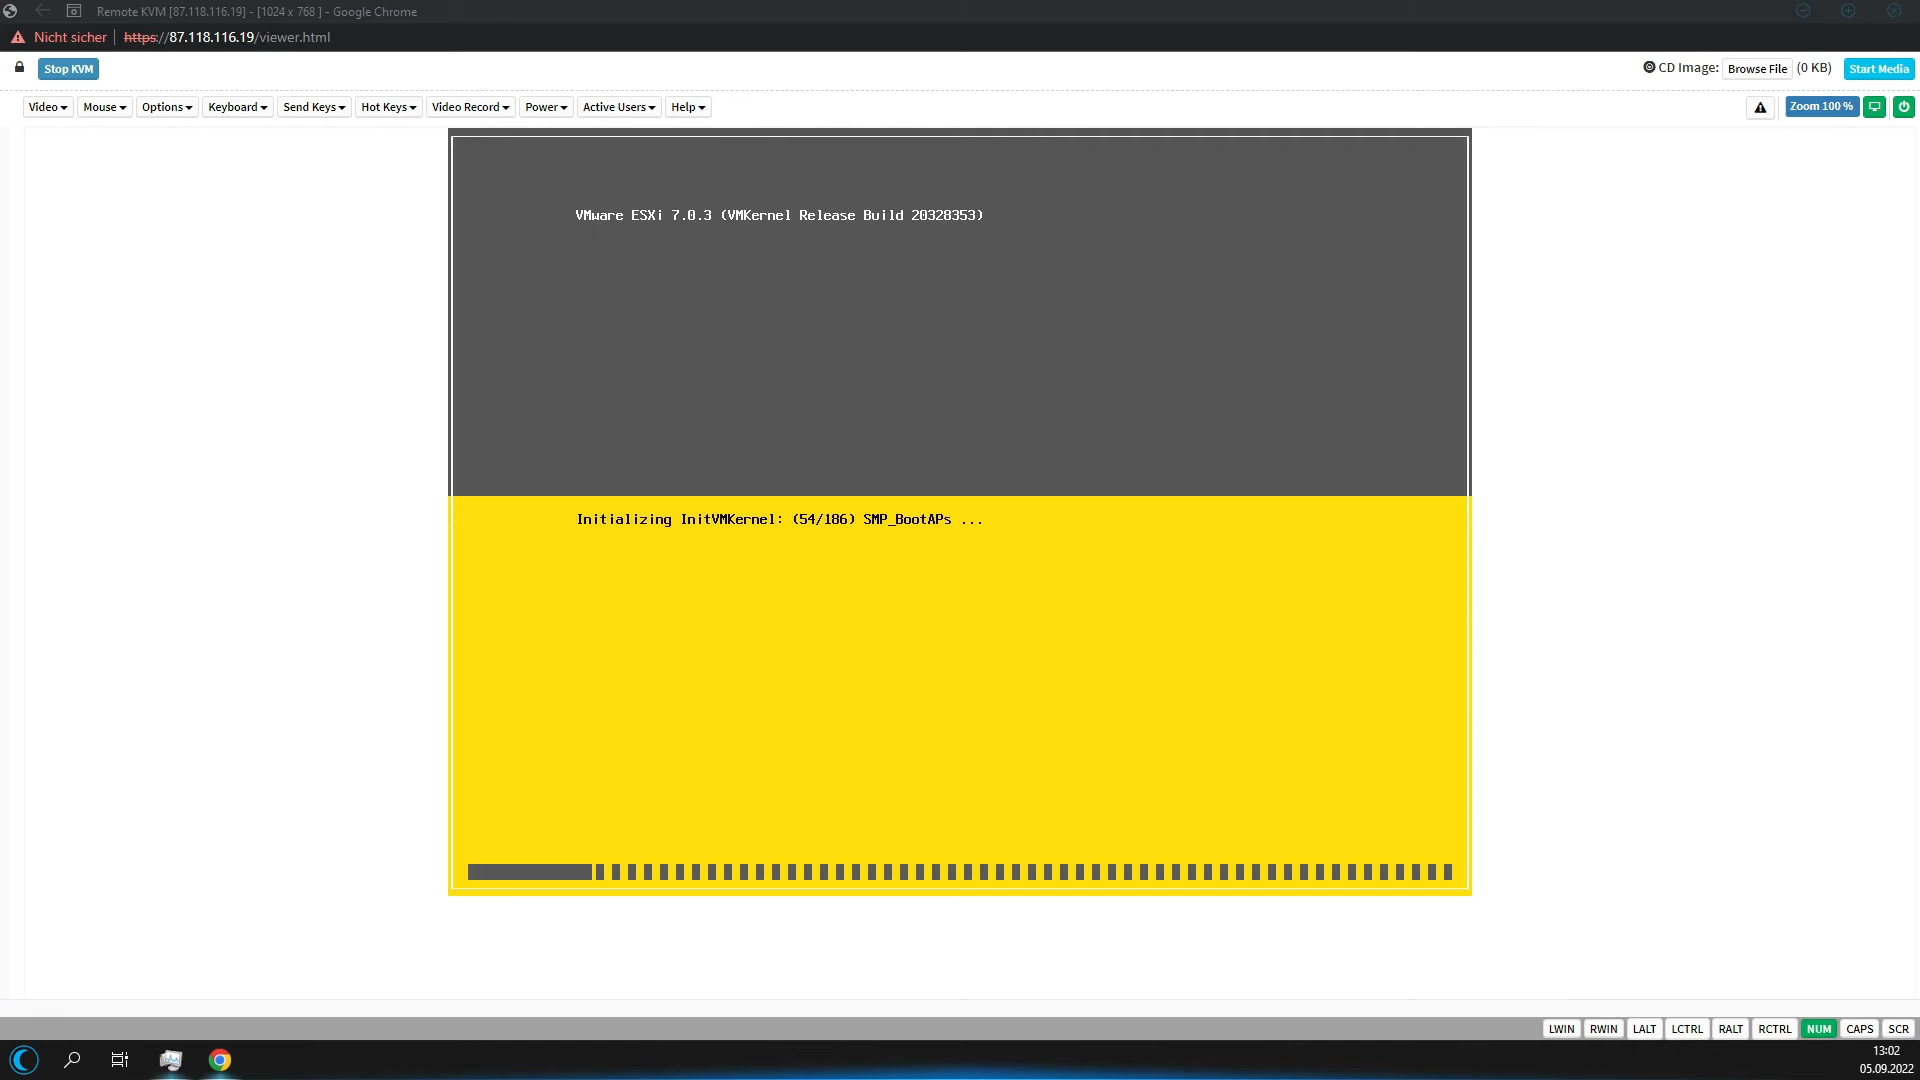 Remote KVM [87.118.116.19] - [1024 x 768 ] - Google Chrome
Nicht sicher https://87.118.116.19/viewer.html
Stop KVM CD Image: Browse File (0 KB) Start Media
Video Mouse Options Keyboard Send Keys Hot Keys Video Record Power Active Users Help Zoom 100 %
VMware ESXi 7.0.3 (VMKernel Release Build 20328353)
Initializing InitVMKernel: (54/186) SMP_BootAPs ...
LWIN RWIN LALT LCTRL RALT RCTRL NUM CAPS SCR
13:02
05.09.2022